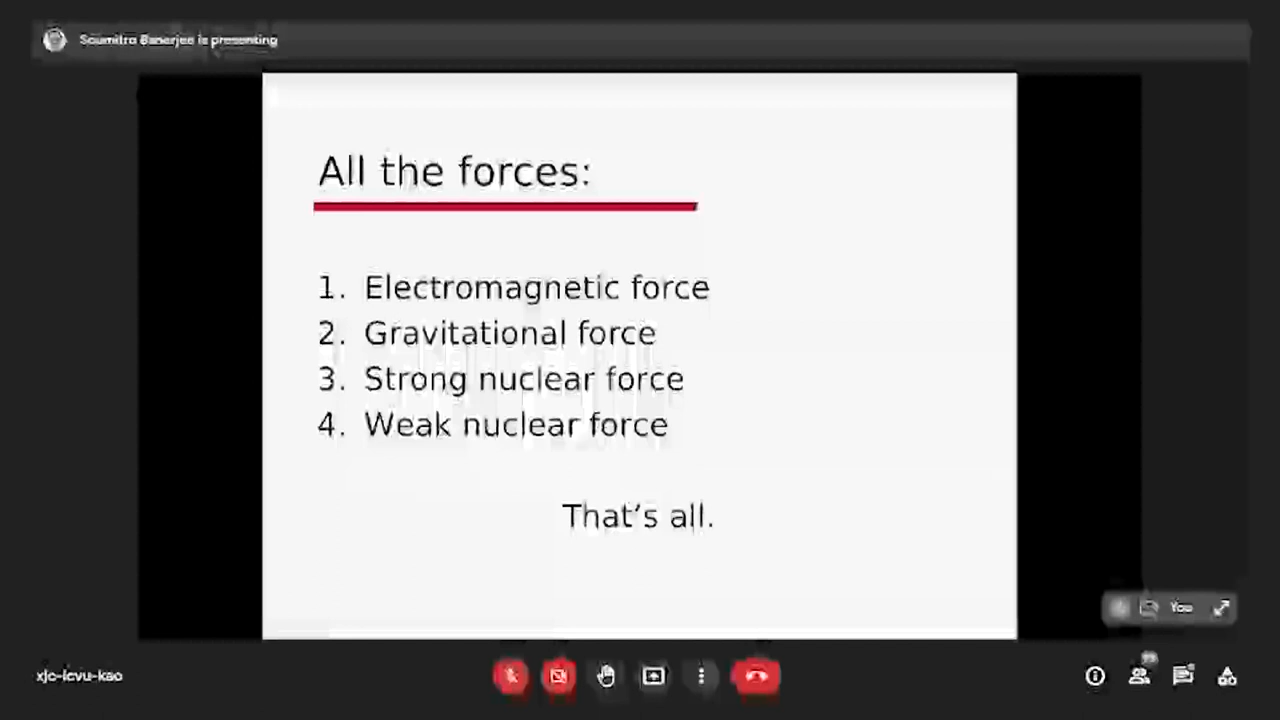 Soumitra Banerjee is presenting
All the forces:
1. Electromagnetic force
2. Gravitational force
3. Strong nuclear force
4. Weak nuclear force
That's all.
You
xjc-icvu-kao